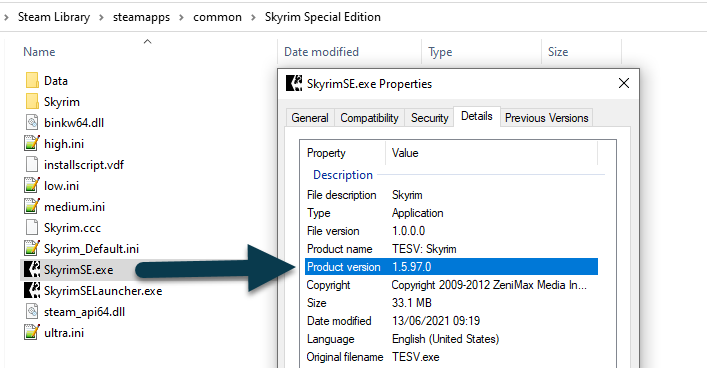 > Steam Library > steamapps > common > Skyrim Special Edition
Name Date modified Type Size
Data
Skyrim
binkw64.dll
high.ini
installscript.vdf
low.ini
medium.ini
Skyrim.ccc
Skyrim_Default.ini
SkyrimSE.exe
SkyrimSELauncher.exe
steam_api64.dll
ultra.ini
SkyrimSE.exe Properties
General Compatibility Security Details Previous Versions
Property Value
Description
File description Skyrim
Type Application
File version 1.0.0.0
Product name TESV: Skyrim
Product version 1.5.97.0
Copyright Copyright 2009-2012 ZeniMax Media In...
Size 33.1 MB
Date modified 13/06/2021 09:19
Language English (United States)
Original filename TESV.exe